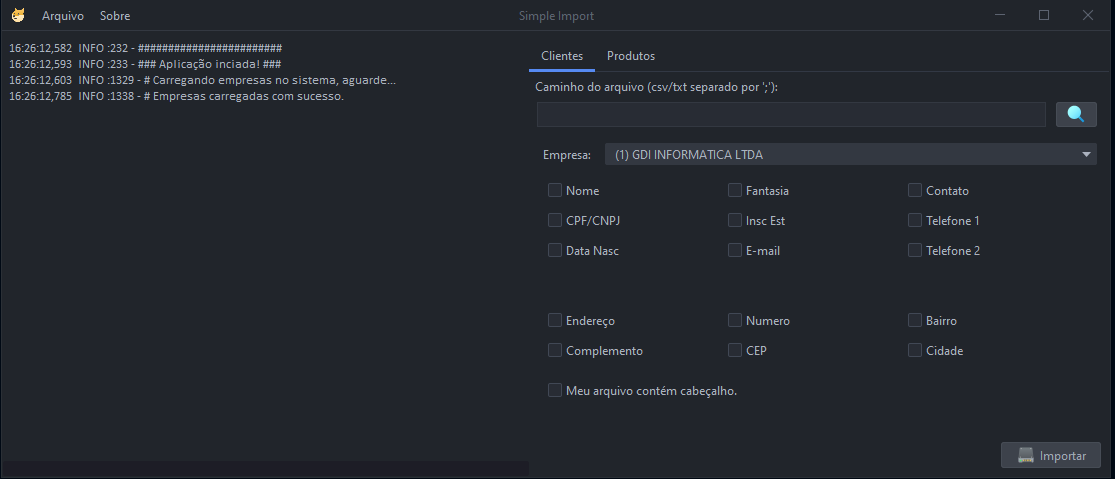 Arquivo Sobre Simple Import
16:26:12,582 INFO :232 - ########################
16:26:12,593 INFO :233 - ### Aplicação inciada! ###
16:26:12,603 INFO :1329 - # Carregando empresas no sistema, aguarde...
16:26:12,785 INFO :1338 - # Empresas carregadas com sucesso.
Clientes Produtos
Caminho do arquivo (csv/txt separado por ';'):
Empresa: (1) GDI INFORMATICA LTDA
Nome Fantasia Contato
CPF/CNPJ Insc Est Telefone 1
Data Nasc E-mail Telefone 2
Endereço Numero Bairro
Complemento CEP Cidade
Meu arquivo contém cabeçalho.
Importar